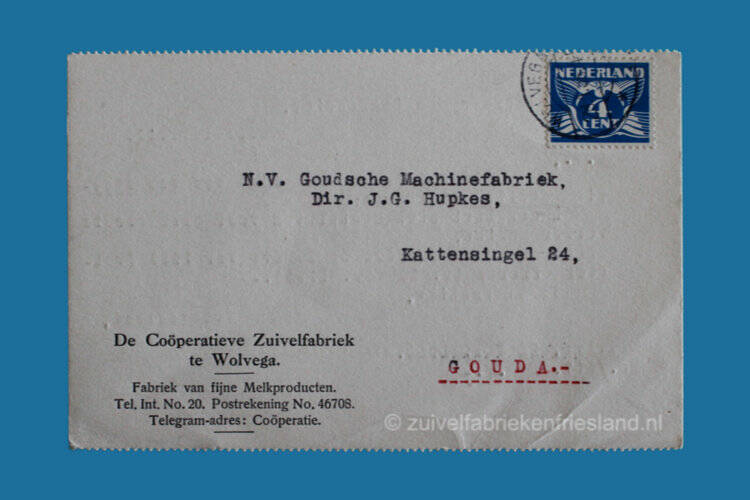 NEDERLAND
4
CENT
N.V. Goudsche Machinefabriek,
Dir. J.G. Hupkes,
Kattensingel 24,
GOUDA.-
De Coöperatieve Zuivelfabriek
te Wolvega.
Fabriek van fijne Melkproducten.
Tel. Int. No. 20. Postrekening No. 46708.
Telegram-adres: Coöperatie.
© zuivelfabriekenfriesland.nl